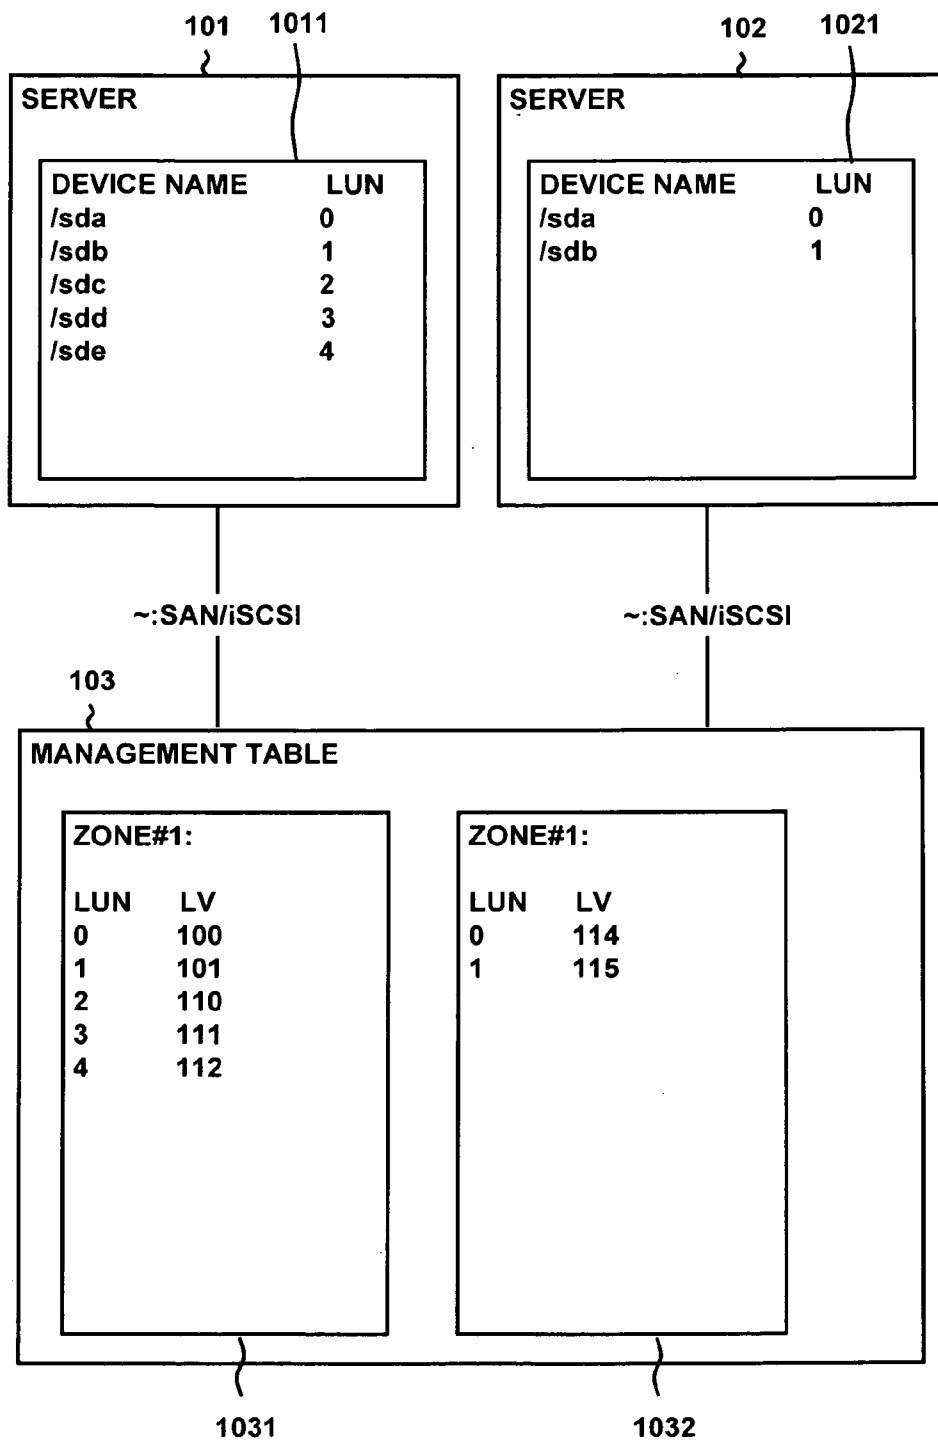 101 1011 102 1021
SERVER
DEVICE NAME LUN
/sda 0
/sdb 1
/sdc 2
/sdd 3
/sde 4
SERVER
DEVICE NAME LUN
/sda 0
/sdb 1
~:SAN/iSCSI ~:SAN/iSCSI
103
MANAGEMENT TABLE
ZONE#1:
LUN LV
0 100
1 101
2 110
3 111
4 112
ZONE#1:
LUN LV
0 114
1 115
1031 1032